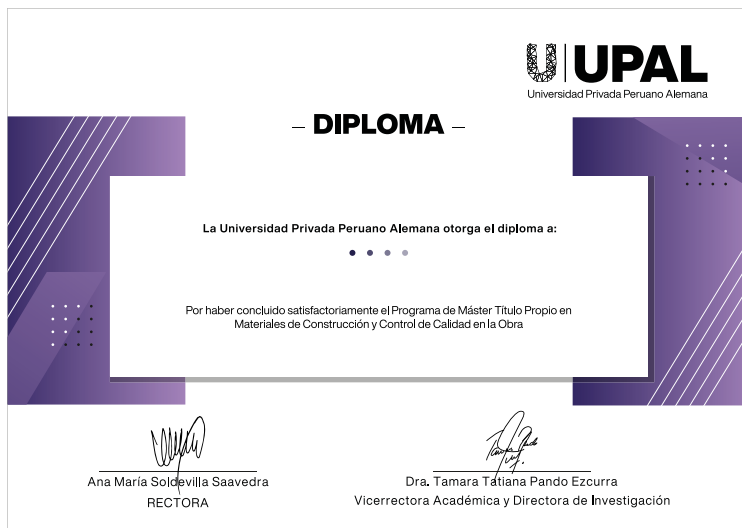 UPAL
Universidad Privada Peruano Alemana
– DIPLOMA –
La Universidad Privada Peruano Alemana otorga el diploma a:
Por haber concluido satisfactoriamente el Programa de Máster Título Propio en
Materiales de Construcción y Control de Calidad en la Obra
Ana María Soldevilla Saavedra
RECTORA
Dra. Tamara Tatiana Pando Ezcurra
Vicerrectora Académica y Directora de Investigación